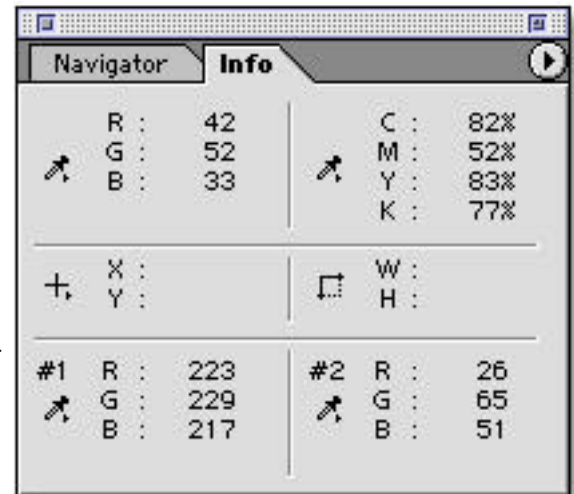 Navigator Info
R : 42 C : 82%
G : 52 M : 52%
B : 33 Y : 83%
K : 77%
X : W :
Y : H :
#1 R : 223 #2 R : 26
G : 229 G : 65
B : 217 B : 51